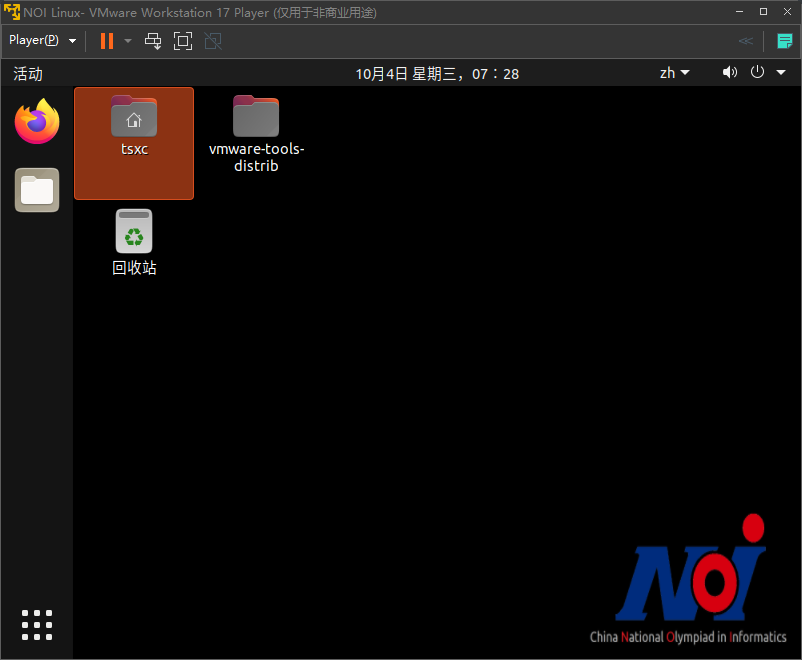 NOI Linux- VMware Workstation 17 Player (仅用于非商业用途)
Player(P)
活动
10月4日 星期三，07：28
zh
tsxc
vmware-tools-
distrib
回收站
NOI
China National Olympiad in Informatics